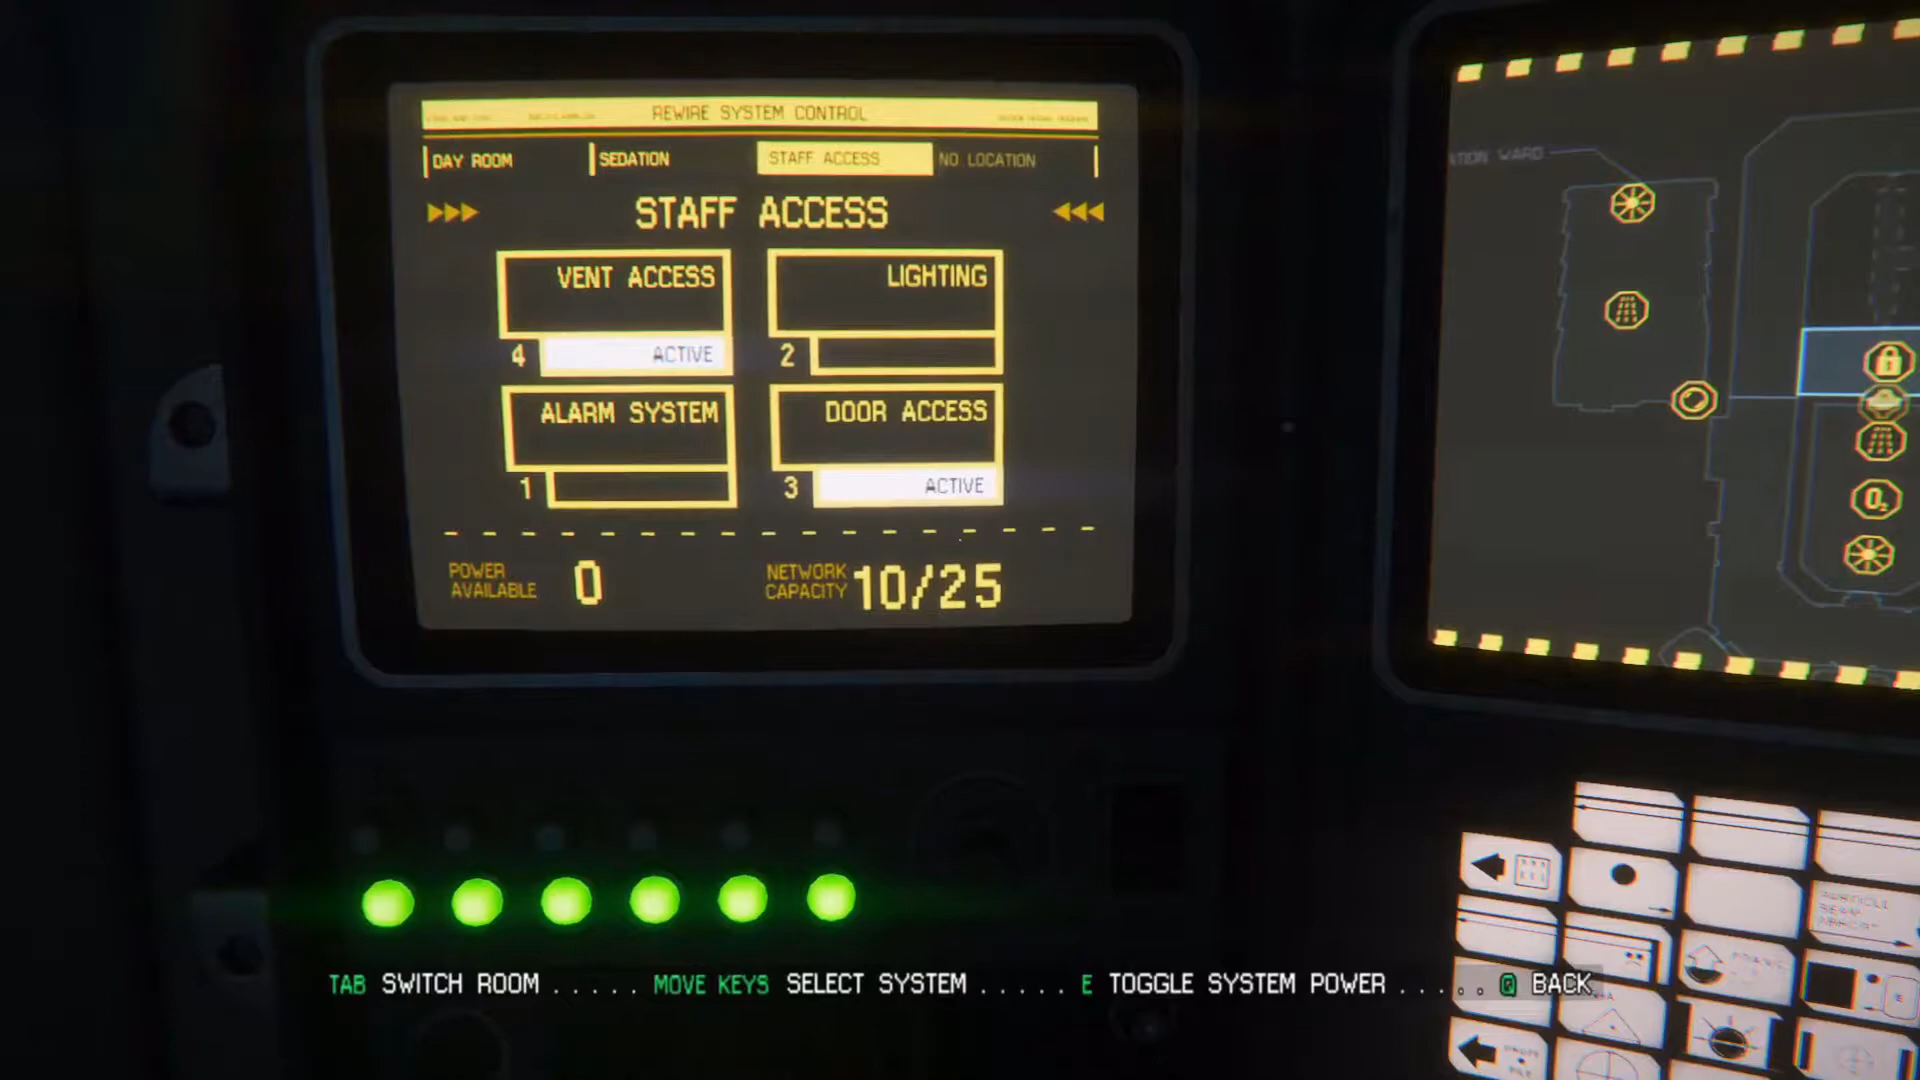 REWIRE SYSTEM CONTROL
DAY ROOM
SEDATION
STAFF ACCESS
NO LOCATION
STAFF ACCESS
VENT ACCESS
4 ACTIVE
LIGHTING
2
ALARM SYSTEM
1
DOOR ACCESS
3 ACTIVE
POWER
AVAILABLE
0
NETWORK
CAPACITY
10/25
WARD
O2
TAB SWITCH ROOM ..... MOVE KEYS SELECT SYSTEM ..... E TOGGLE SYSTEM POWER ..... Q BACK